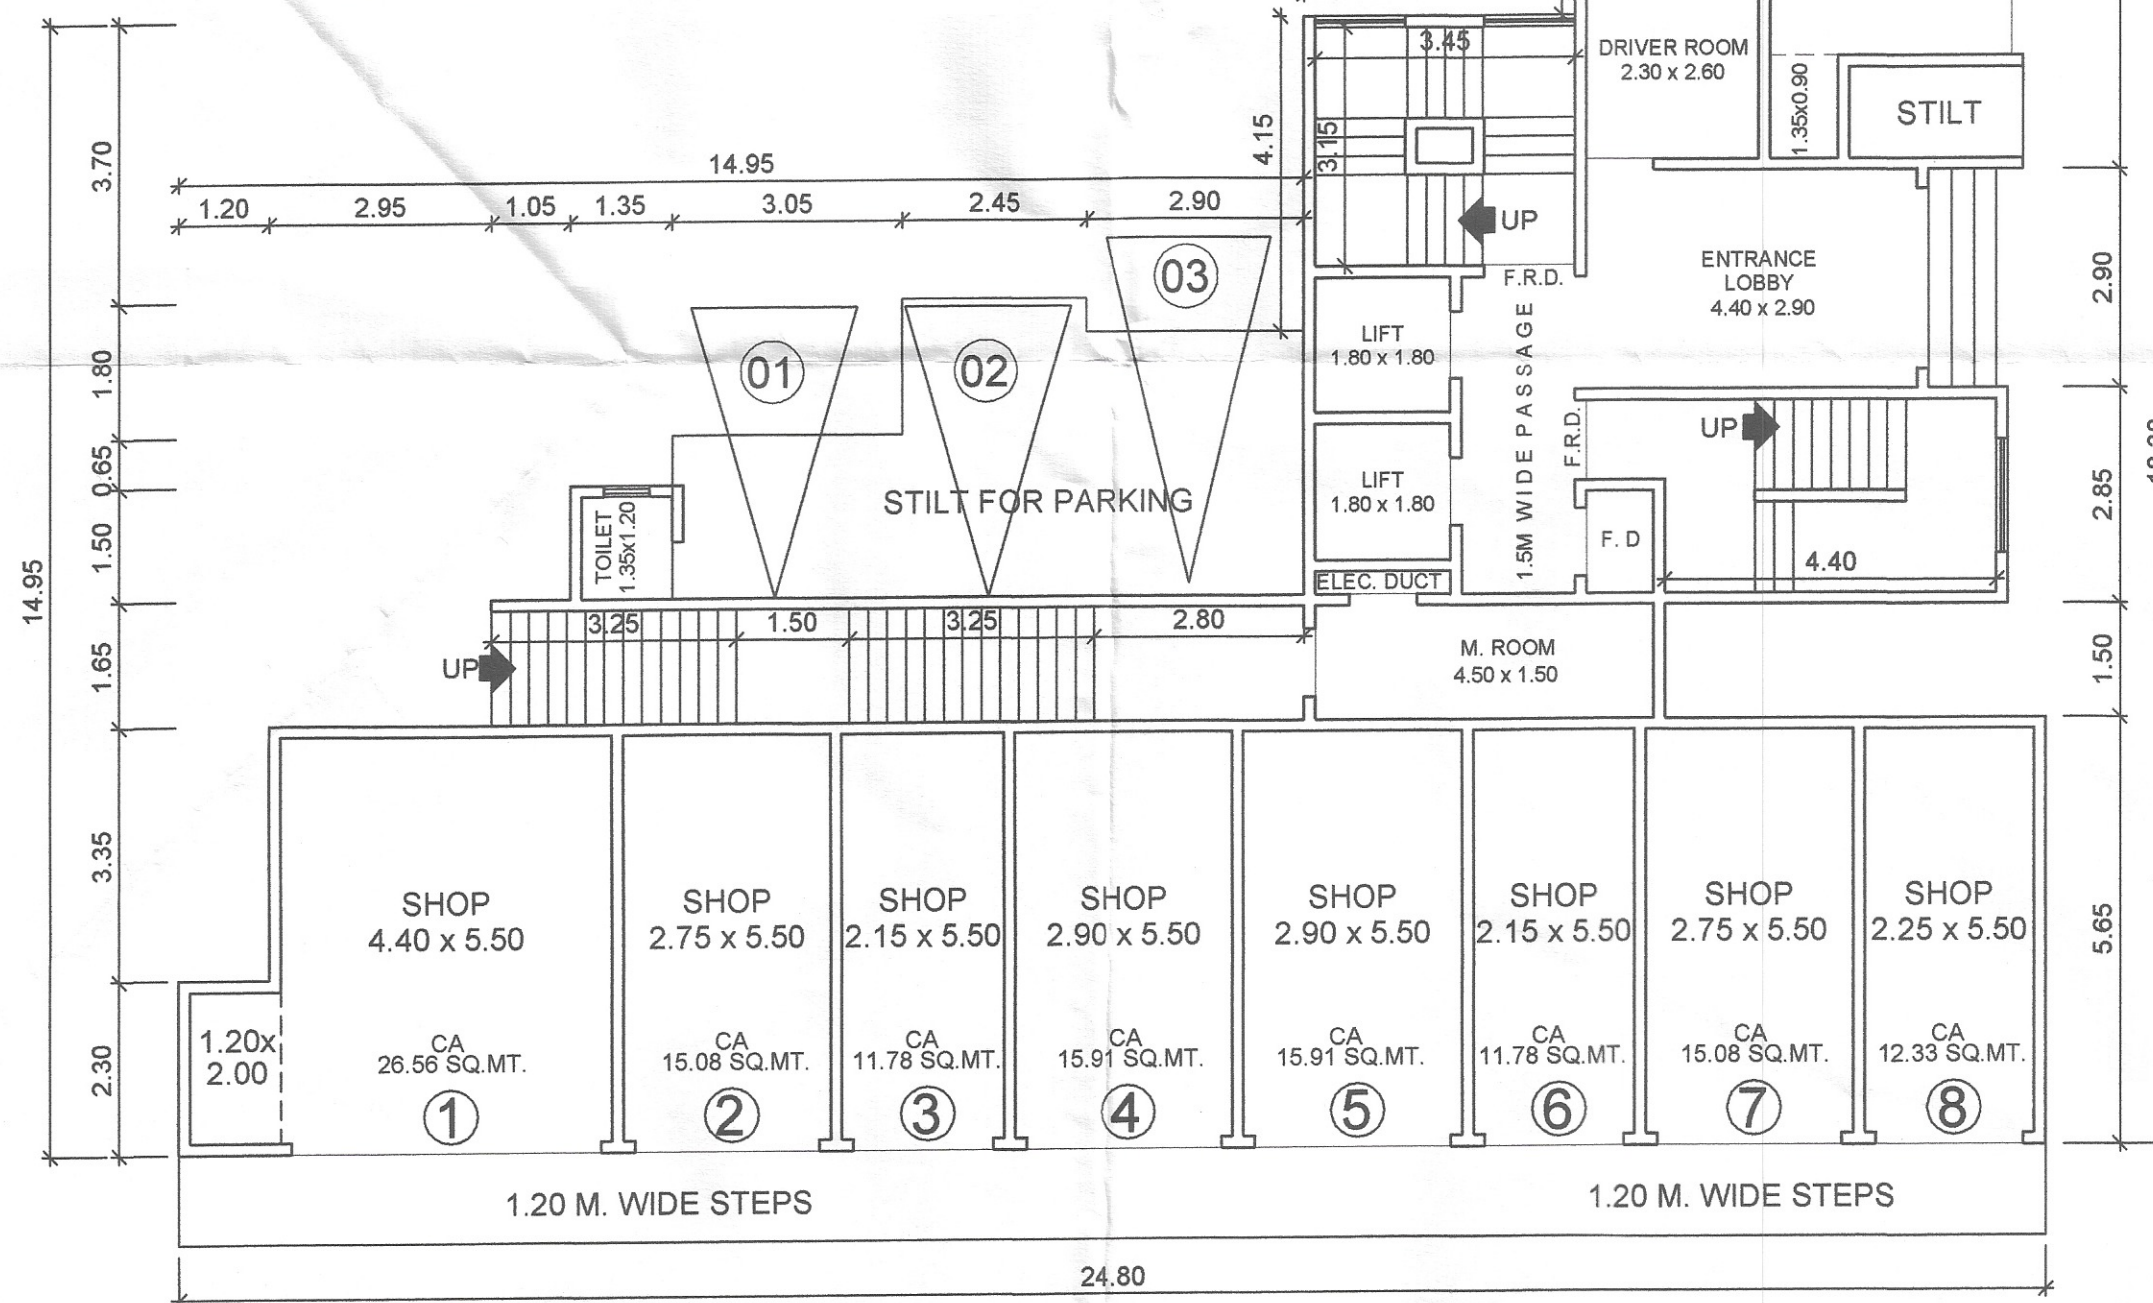 3.45
DRIVER ROOM
2.30 x 2.60
1.35x0.90
STILT
3.70
14.95
4.15
3.15
1.20
2.95
1.05
1.35
3.05
2.45
2.90
UP
03
F.R.D.
ENTRANCE
LOBBY
4.40 x 2.90
2.90
01
02
LIFT
1.80 x 1.80
1.5M WIDE PASSAGE
1.80
0.65
F.R.D.
UP
STILT FOR PARKING
LIFT
1.80 x 1.80
2.85
TOILET
1.35x1.20
1.50
F. D
4.40
14.95
ELEC. DUCT
3.25
1.50
3.25
2.80
UP
1.65
M. ROOM
4.50 x 1.50
1.50
3.35
SHOP
4.40 x 5.50
SHOP
2.75 x 5.50
SHOP
2.15 x 5.50
SHOP
2.90 x 5.50
SHOP
2.90 x 5.50
SHOP
2.15 x 5.50
SHOP
2.75 x 5.50
SHOP
2.25 x 5.50
5.65
2.30
1.20x
2.00
CA
26.56 SQ.MT.
1
CA
15.08 SQ.MT.
2
CA
11.78 SQ.MT.
3
CA
15.91 SQ.MT.
4
CA
15.91 SQ.MT.
5
CA
11.78 SQ.MT.
6
CA
15.08 SQ.MT.
7
CA
12.33 SQ.MT.
8
1.20 M. WIDE STEPS
1.20 M. WIDE STEPS
24.80